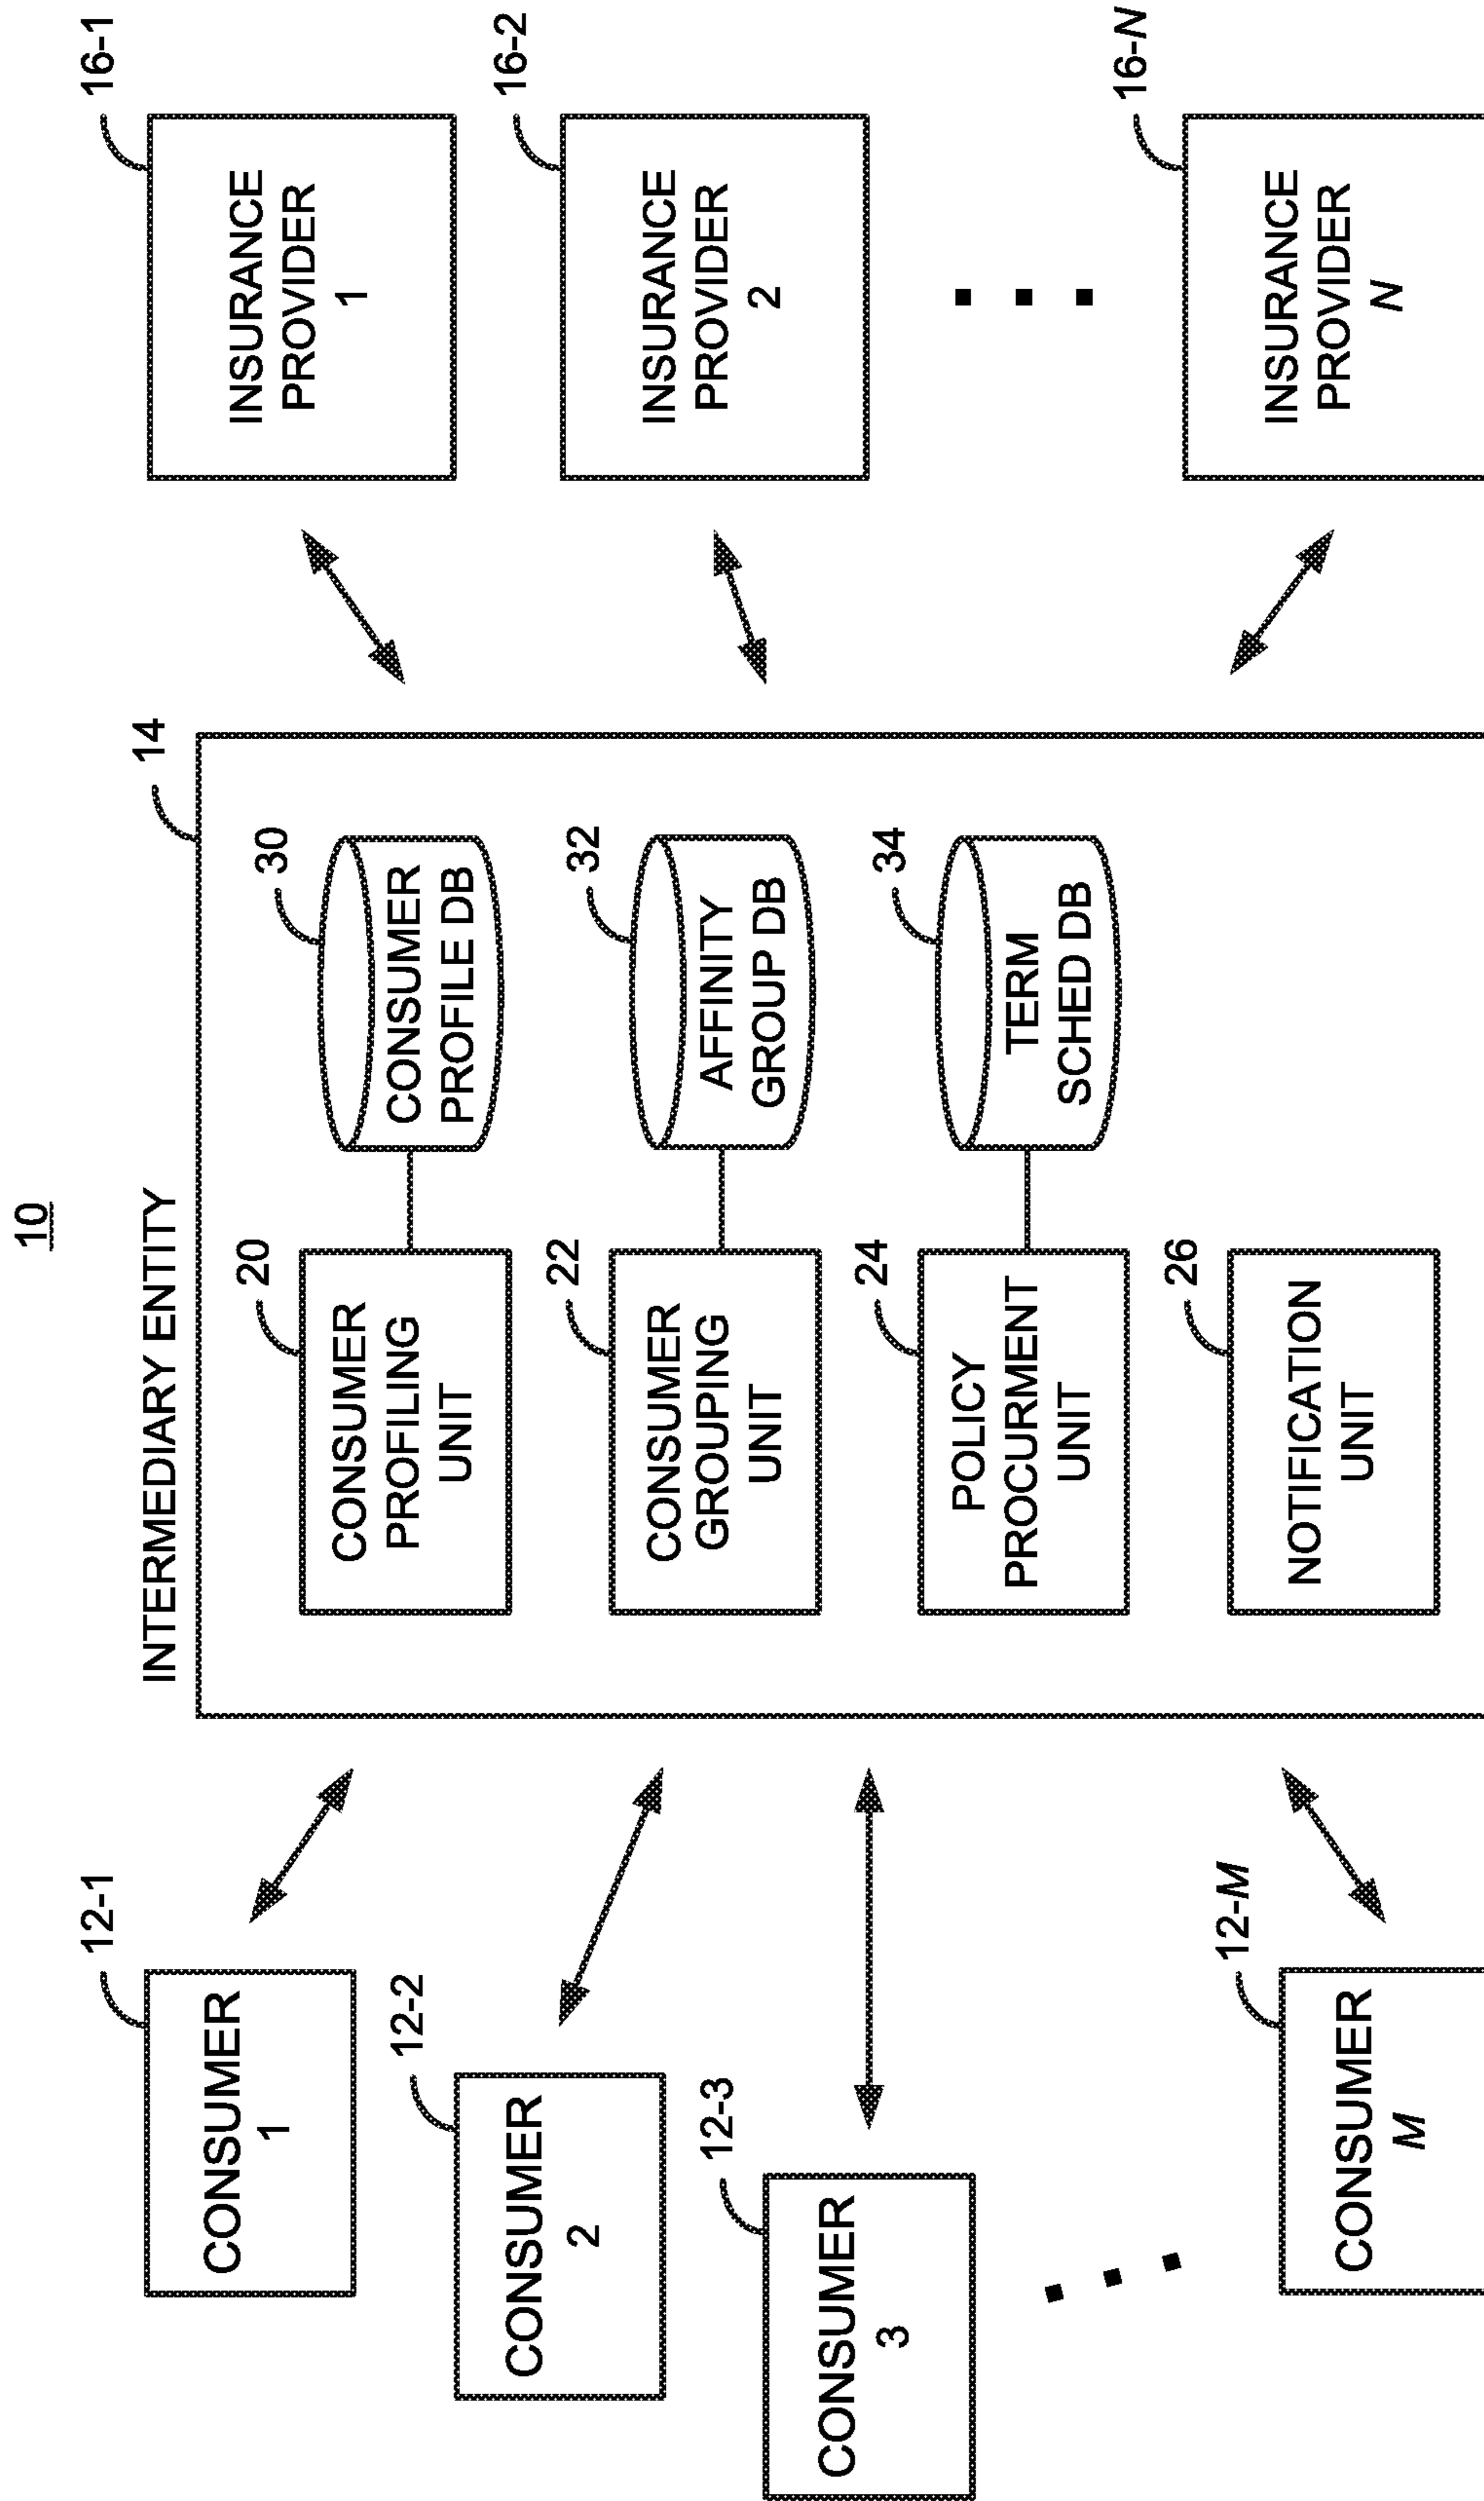 10
12-1
CONSUMER
1
12-2
CONSUMER
2
12-3
CONSUMER
3
12-M
CONSUMER
M
INTERMEDIARY ENTITY
14
20
CONSUMER
PROFILING
UNIT
30
CONSUMER
PROFILE DB
22
CONSUMER
GROUPING
UNIT
32
AFFINITY
GROUP DB
24
POLICY
PROCURMENT
UNIT
34
TERM
SCHED DB
26
NOTIFICATION
UNIT
16-1
INSURANCE
PROVIDER
1
16-2
INSURANCE
PROVIDER
2
16-N
INSURANCE
PROVIDER
N